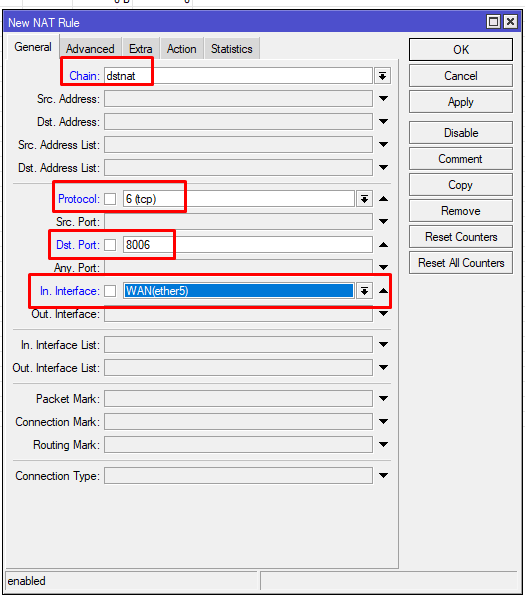 New NAT Rule
General Advanced Extra Action Statistics
Chain: dstnat
Src. Address:
Dst. Address:
Src. Address List:
Dst. Address List:
Protocol: 6 (tcp)
Src. Port:
Dst. Port: 8006
Any. Port:
In. Interface: WAN(ether5)
Out. Interface:
In. Interface List:
Out. Interface List:
Packet Mark:
Connection Mark:
Routing Mark:
Connection Type:
OK
Cancel
Apply
Disable
Comment
Copy
Remove
Reset Counters
Reset All Counters
enabled